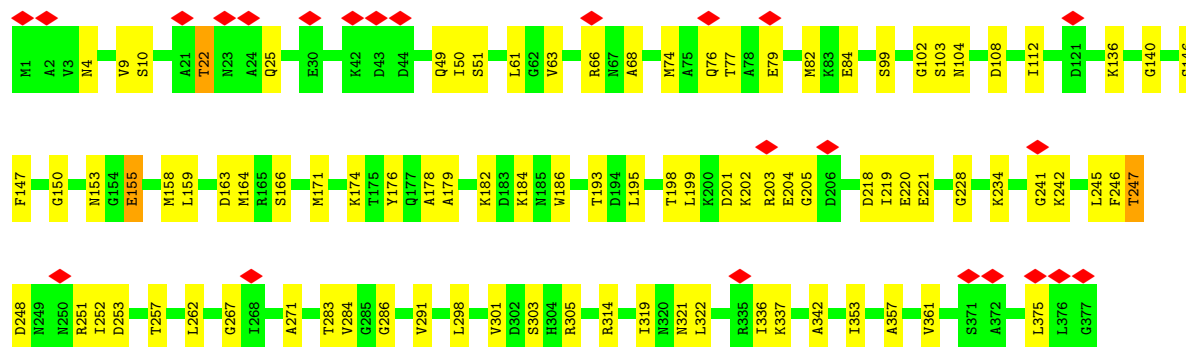 M1 A2 V3 N4 V9 S10 A21 T22 N23 A24 Q25 E30 K42 D43 D44 Q49 I50 S51 L61 G62 V63 R66 N67 A68 M74 A75 Q76 T77 A78 E79 M82 K83 E84 S99 G102 S103 N104 D108 I112 D121 K136 G140
F147 G150 N153 G154 E155 M158 L159 D163 M164 R165 S166 M171 K174 T175 Y176 Q177 A178 A179 K182 D183 K184 N185 W186 T193 D194 L195 T198 L199 K200 D201 K202 R203 E204 G205 D206 D218 I219 E220 E221 G228 K234 G241 K242 L245 F246 T247
D248 N249 N250 R251 I252 D253 T257 L262 G267 I268 A271 T283 V284 G285 G286 V291 L298 V301 D302 S303 H304 R305 R314 I319 N320 N321 L322 R335 I336 K337 A342 I353 A357 V361 S371 A372 L375 L376 G377